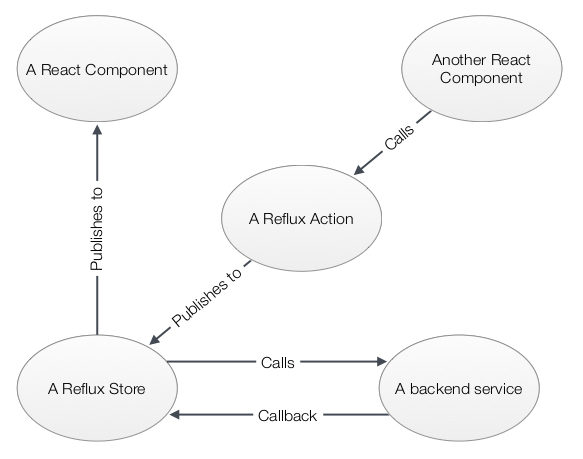 A React Component
Another React
Component
Calls
A Reflux Action
Publishes to
Publishes to
A Reflux Store
Calls
A backend service
Callback